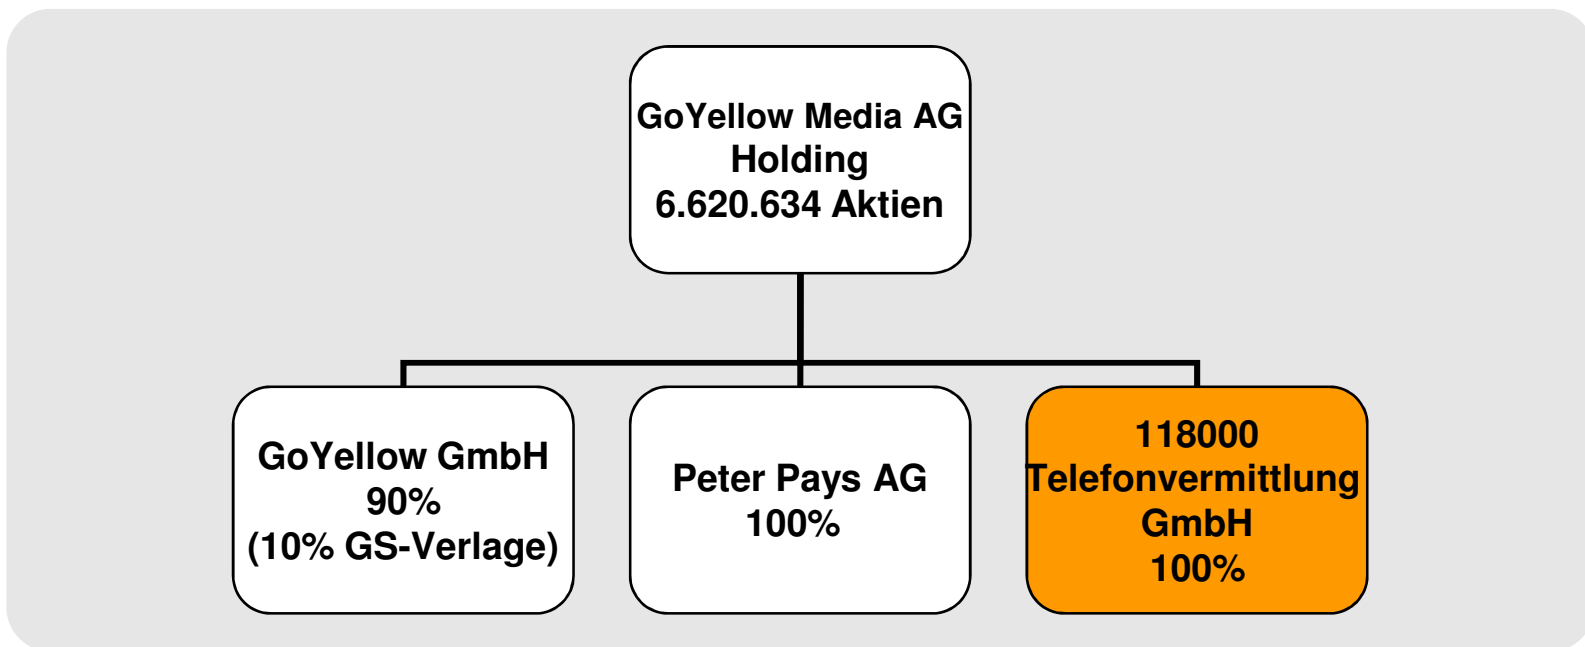 GoYellow Media AG
Holding
6.620.634 Aktien
GoYellow GmbH
90%
(10% GS-Verlage)
Peter Pays AG
100%
118000
Telefonvermittlung
GmbH
100%